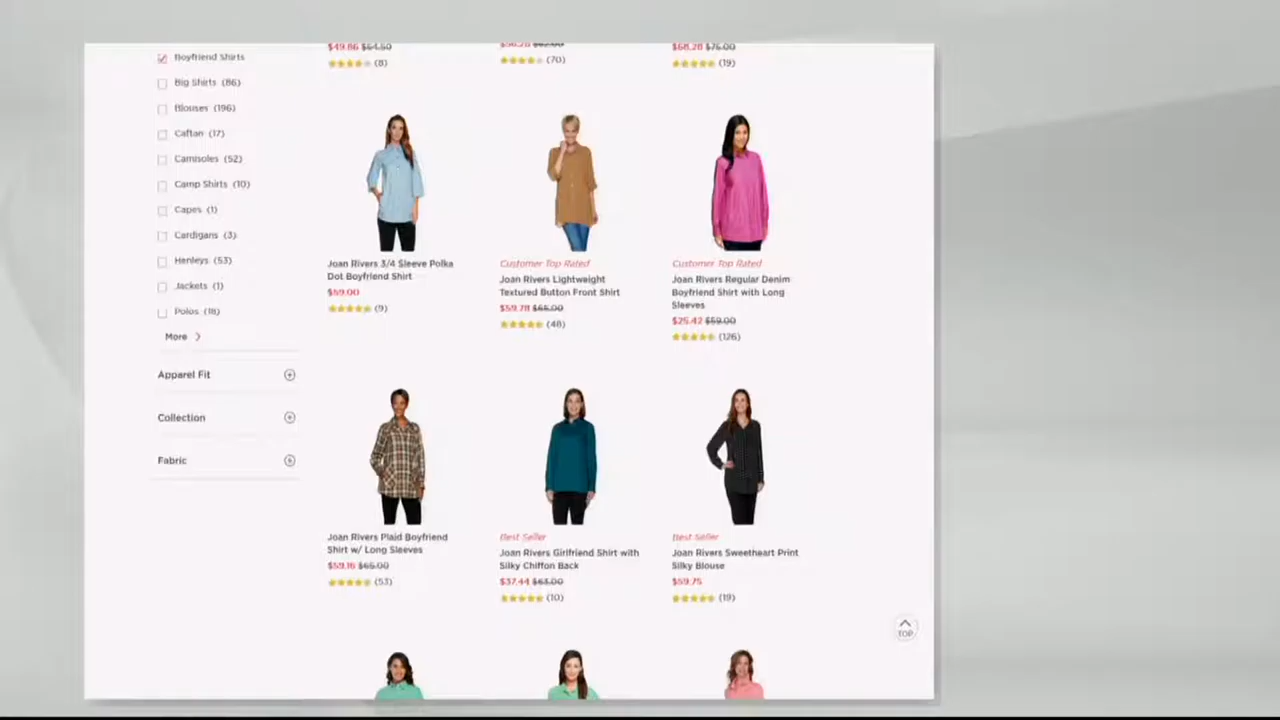 Boyfriend Shirts
Big Shirts (86)
Blouses (196)
Caftan (17)
Camisoles (52)
Camp Shirts (10)
Capes (1)
Cardigans (3)
Henleys (53)
Jackets (1)
Polos (18)
More
Apparel Fit
Collection
Fabric
$49.86 $54.50
(8)
$62.00
(70)
$68.28 $75.00
(19)
Joan Rivers 3/4 Sleeve Polka
Dot Boyfriend Shirt
$59.00
(9)
Customer Top Rated
Joan Rivers Lightweight
Textured Button Front Shirt
$59.78 $65.00
(48)
Customer Top Rated
Joan Rivers Regular Denim
Boyfriend Shirt with Long
Sleeves
$25.42 $59.00
(126)
Joan Rivers Plaid Boyfriend
Shirt w/ Long Sleeves
$59.16 $65.00
(53)
Best Seller
Joan Rivers Girlfriend Shirt with
Silky Chiffon Back
$37.44 $63.00
(10)
Best Seller
Joan Rivers Sweetheart Print
Silky Blouse
$59.75
(19)
TOP